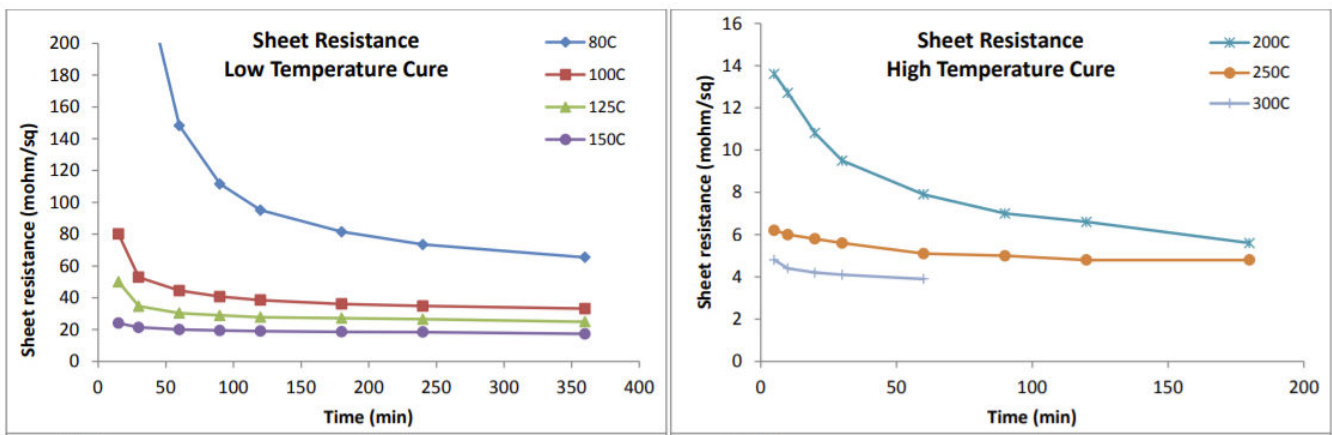 Sheet Resistance
Low Temperature Cure
80C
100C
125C
150C
Sheet resistance (mohm/sq)
200
180
160
140
120
100
80
60
40
20
0
0 50 100 150 200 250 300 350 400
Time (min)
Sheet Resistance
High Temperature Cure
200C
250C
300C
Sheet resistance (mohm/sq)
16
14
12
10
8
6
4
2
0
0 50 100 150 200
Time (min)